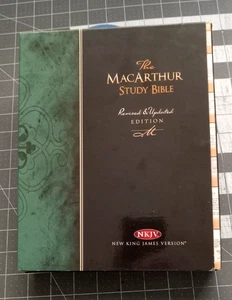 The
MACARTHUR
STUDY BIBLE
Revised & Updated
EDITION
M
NKJV
NEW KING JAMES VERSION®